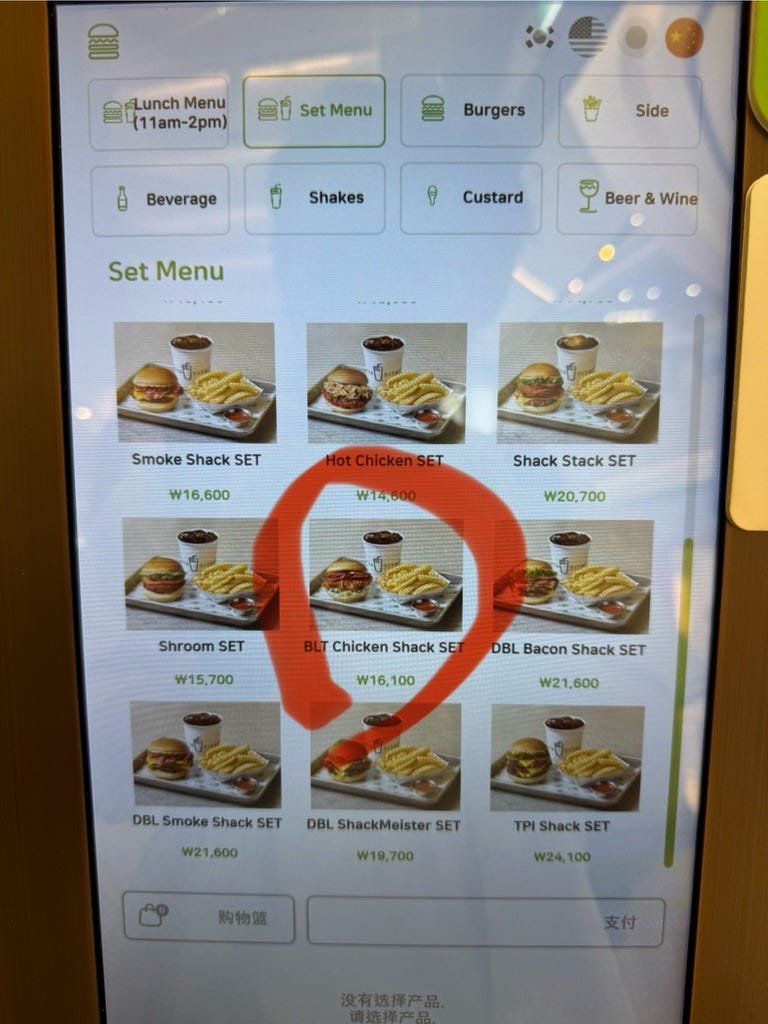 Lunch Menu
(11am-2pm)
Set Menu
Burgers
Side
Beverage
Shakes
Custard
Beer & Wine
Set Menu
Smoke Shack SET
Hot Chicken SET
Shack Stack SET
₩16,600
₩14,600
₩20,700
Shroom SET
BLT Chicken Shack SET
DBL Bacon Shack SET
₩15,700
₩16,100
₩21,600
DBL Smoke Shack SET
DBL ShackMeister SET
TPI Shack SET
₩21,600
₩19,700
₩24,100
0
购物篮
支付
没有选择产品.
请选择产品.